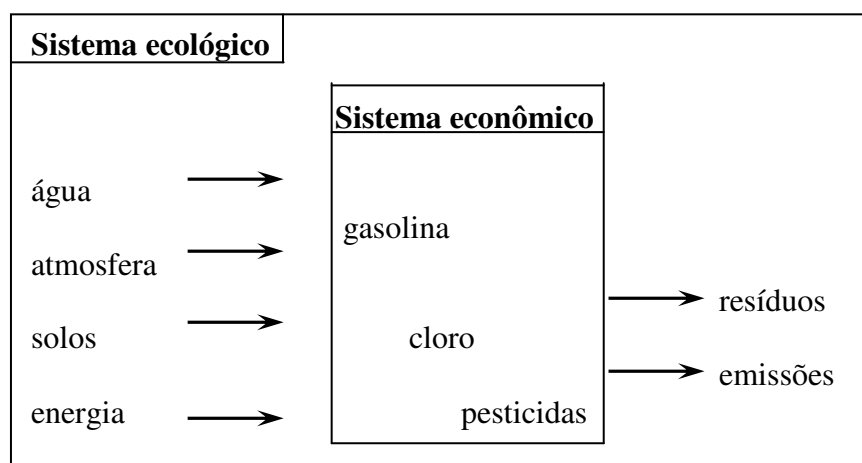 Sistema ecológico
Sistema econômico
água
atmosfera
solos
energia
gasolina
cloro
pesticidas
resíduos
emissões